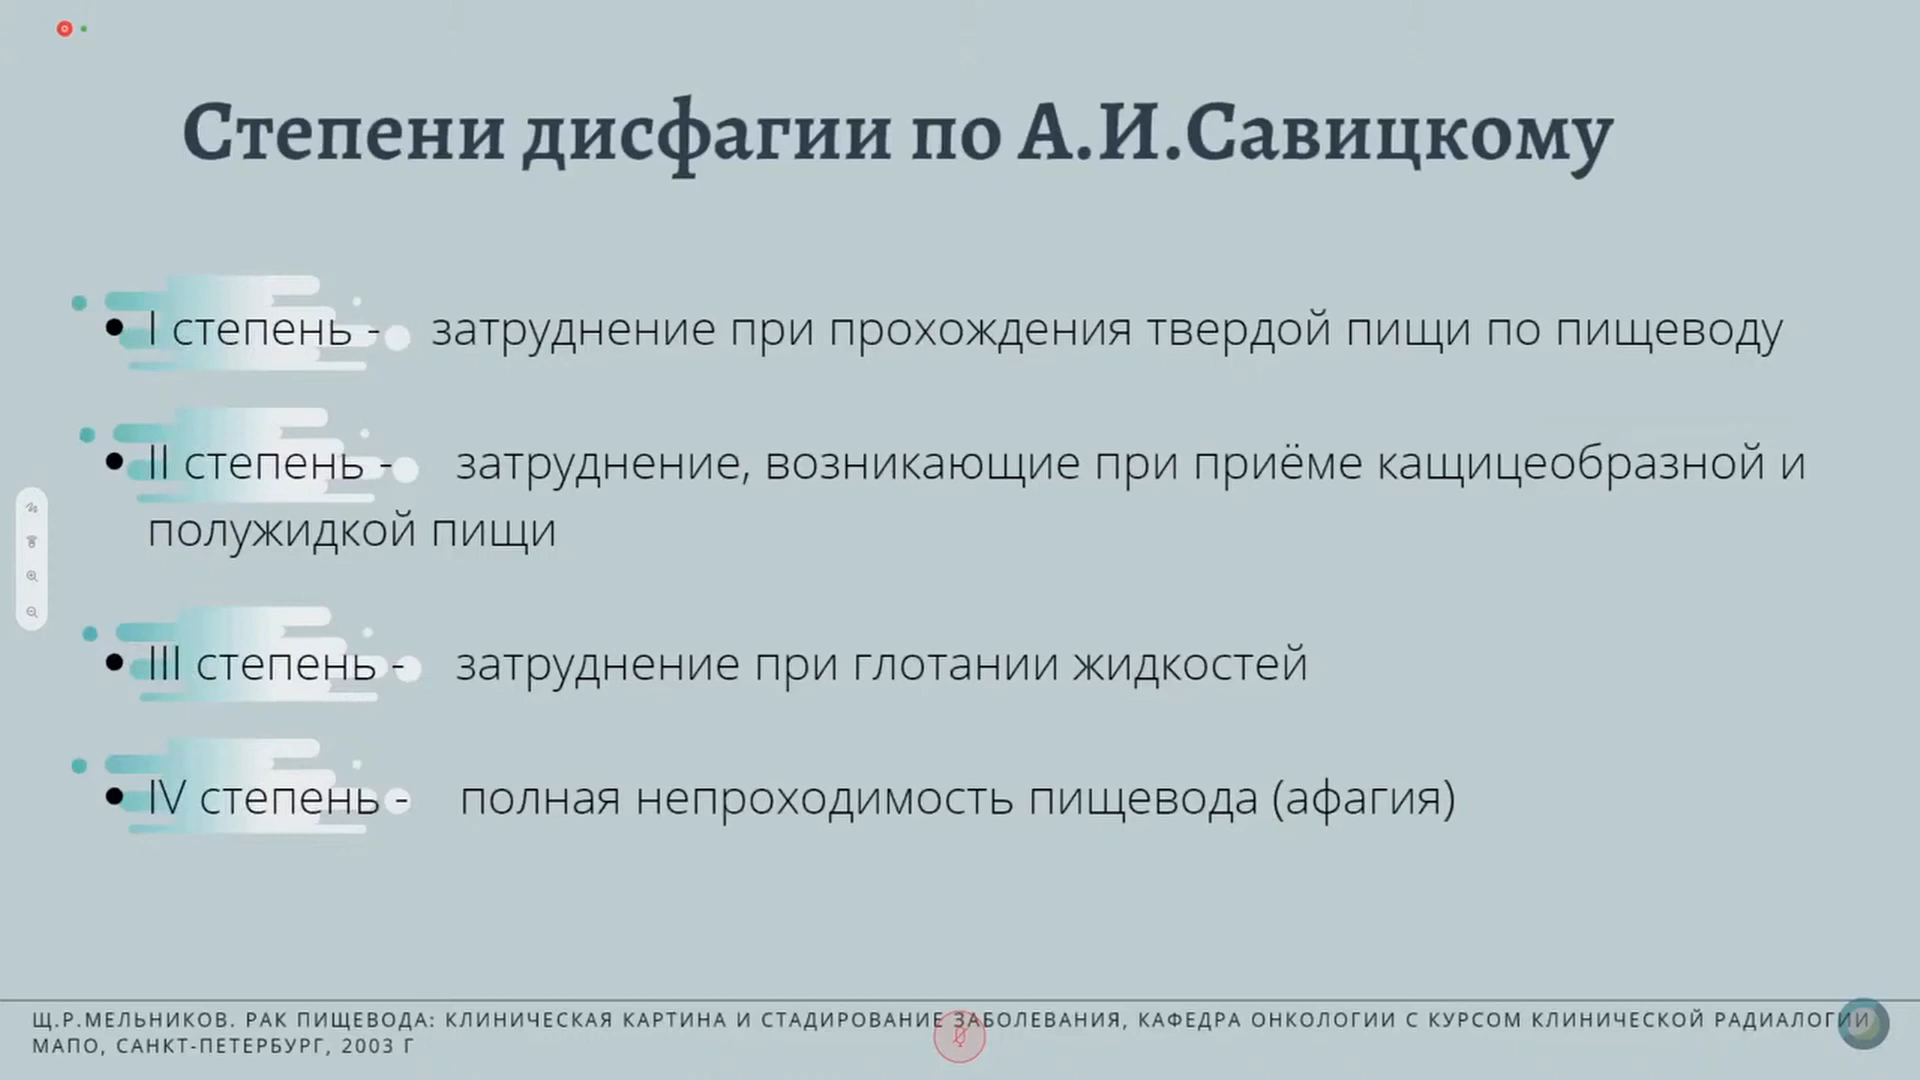 Степени дисфагии по А.И.Савицкому
• I степень - затруднение при прохождения твердой пищи по пищеводу
• II степень - затруднение, возникающие при приёме кащицеобразной и
полужидкой пищи
• III степень - затруднение при глотании жидкостей
• IV степень - полная непроходимость пищевода (афагия)
Щ.Р.МЕЛЬНИКОВ. РАК ПИЩЕВОДА: КЛИНИЧЕСКАЯ КАРТИНА И СТАДИРОВАНИЕ ЗАБОЛЕВАНИЯ, КАФЕДРА ОНКОЛОГИИ С КУРСОМ КЛИНИЧЕСКОЙ РАДИАЛОГИИ
МАПО, САНКТ-ПЕТЕРБУРГ, 2003 Г